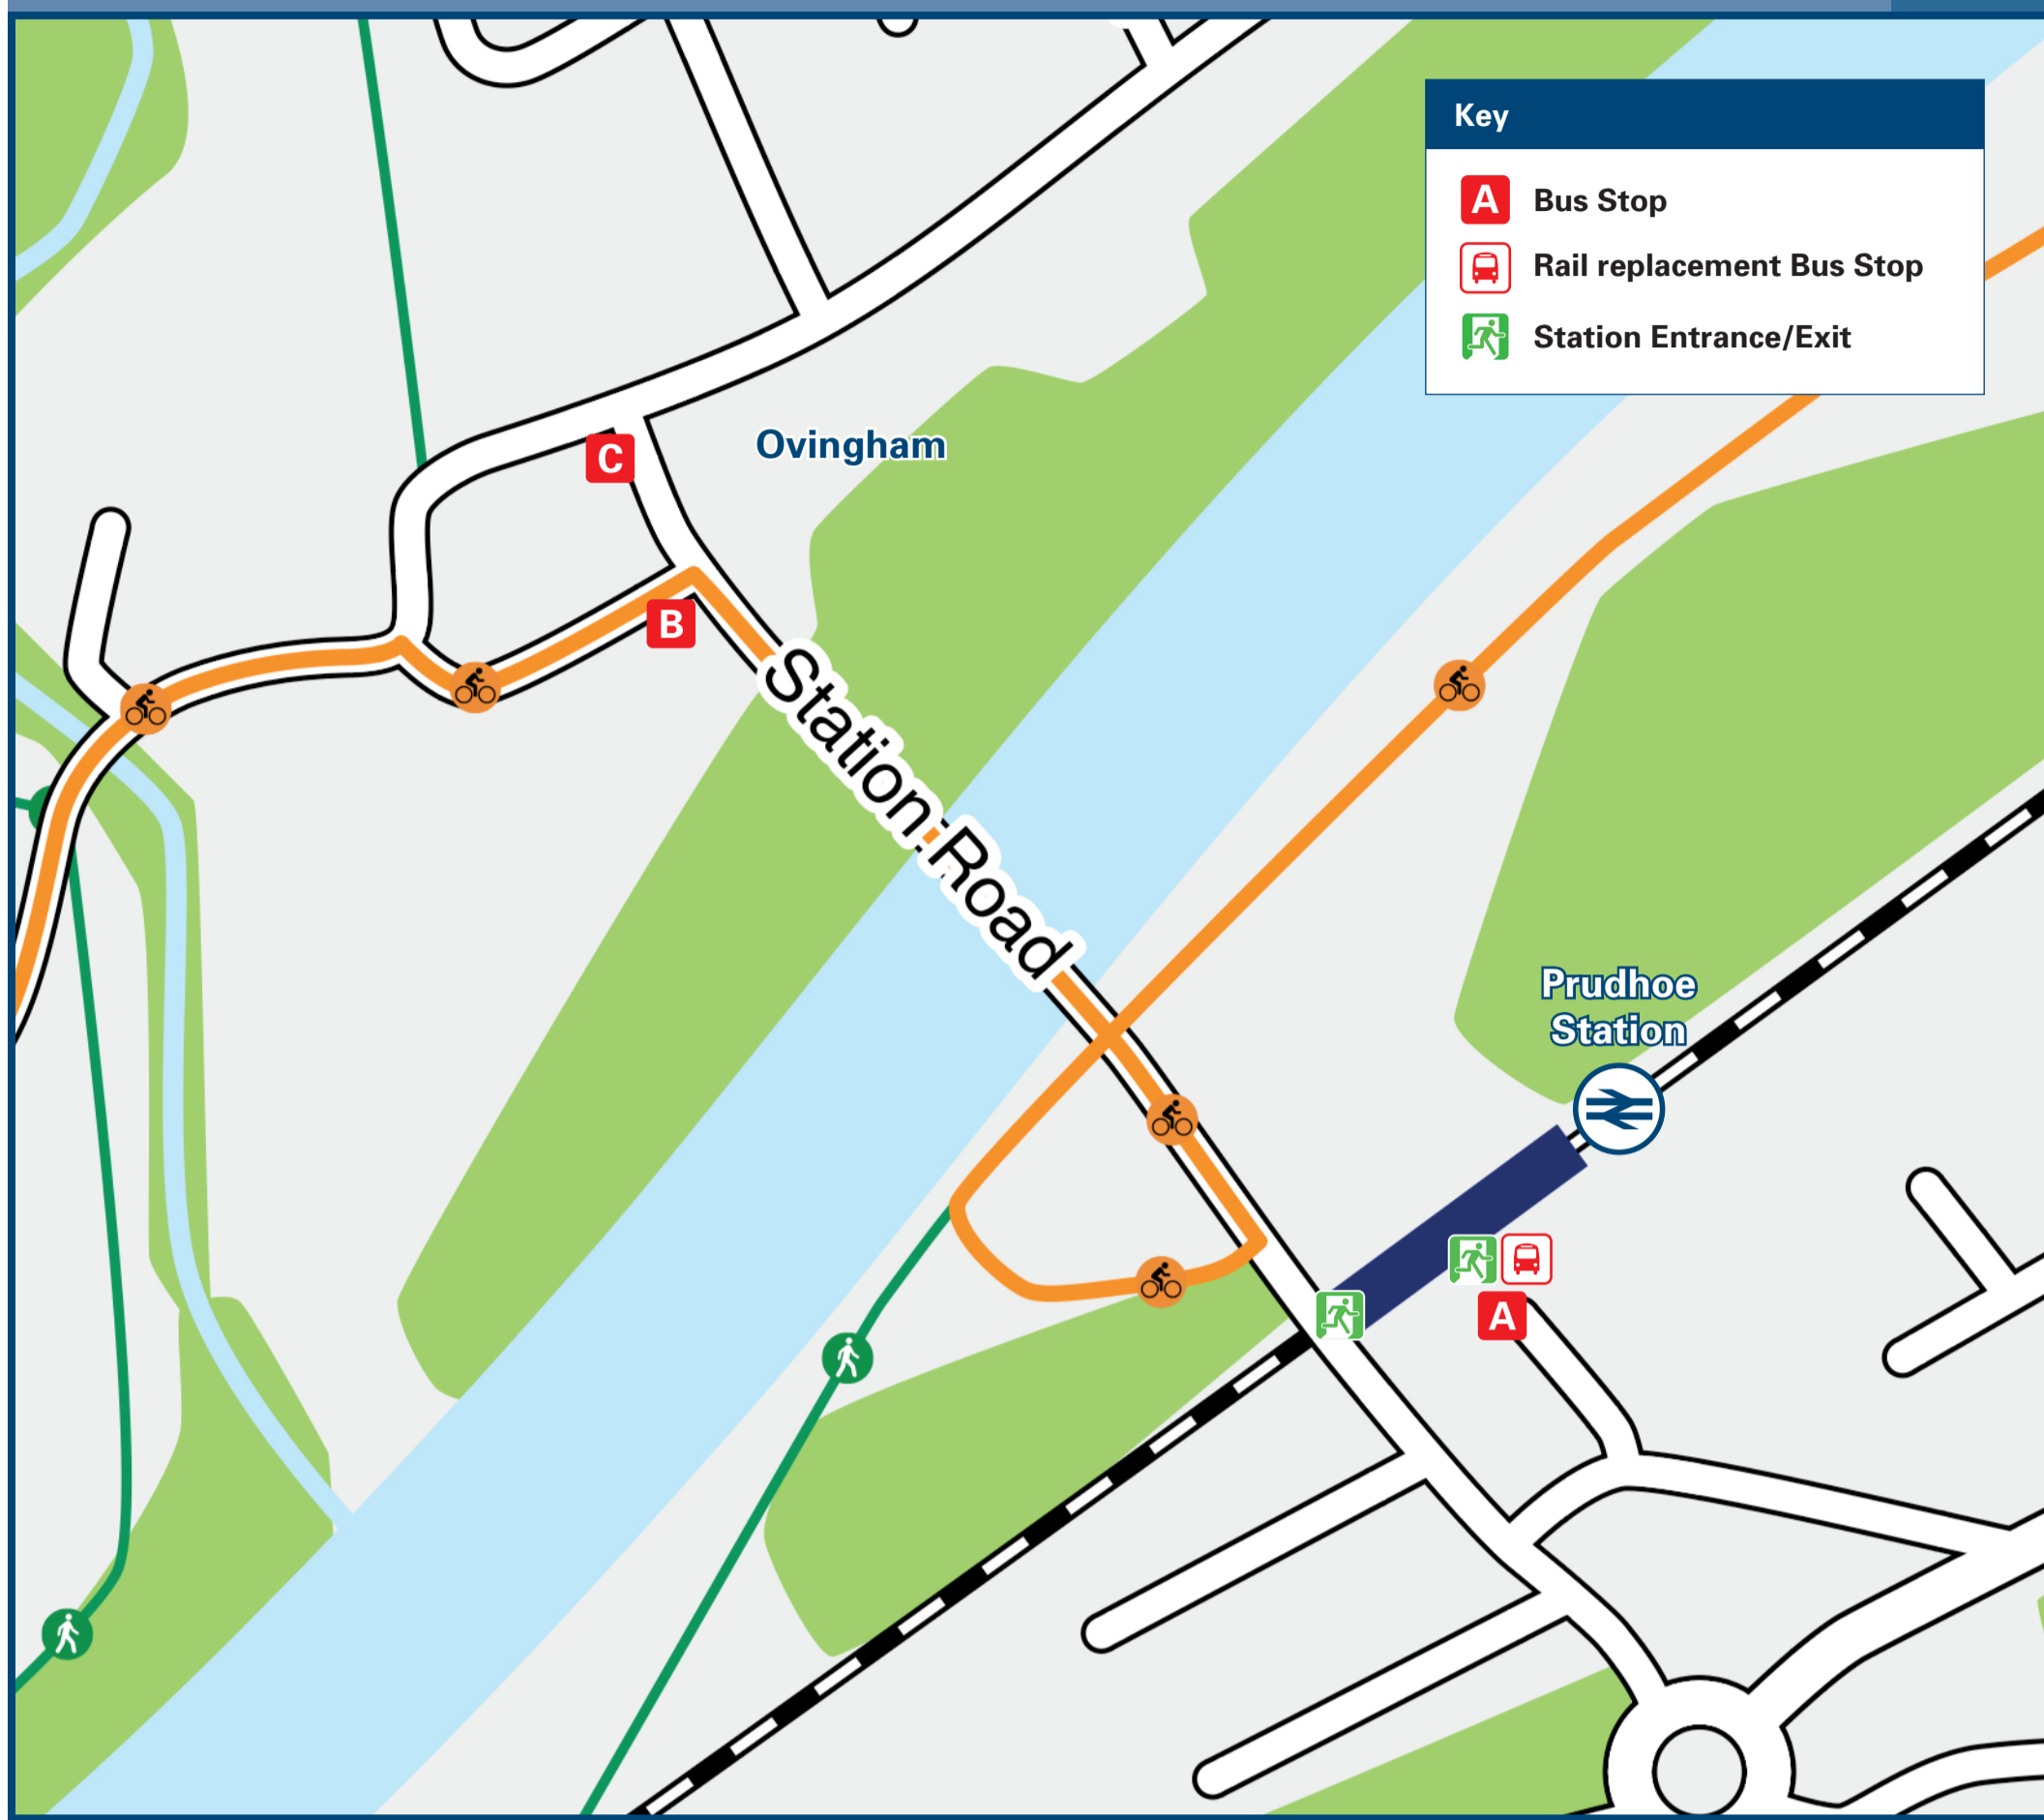 Key
A Bus Stop
Rail replacement Bus Stop
Station Entrance/Exit
C
Ovingham
B
Station Road
Prudhoe
Station
A